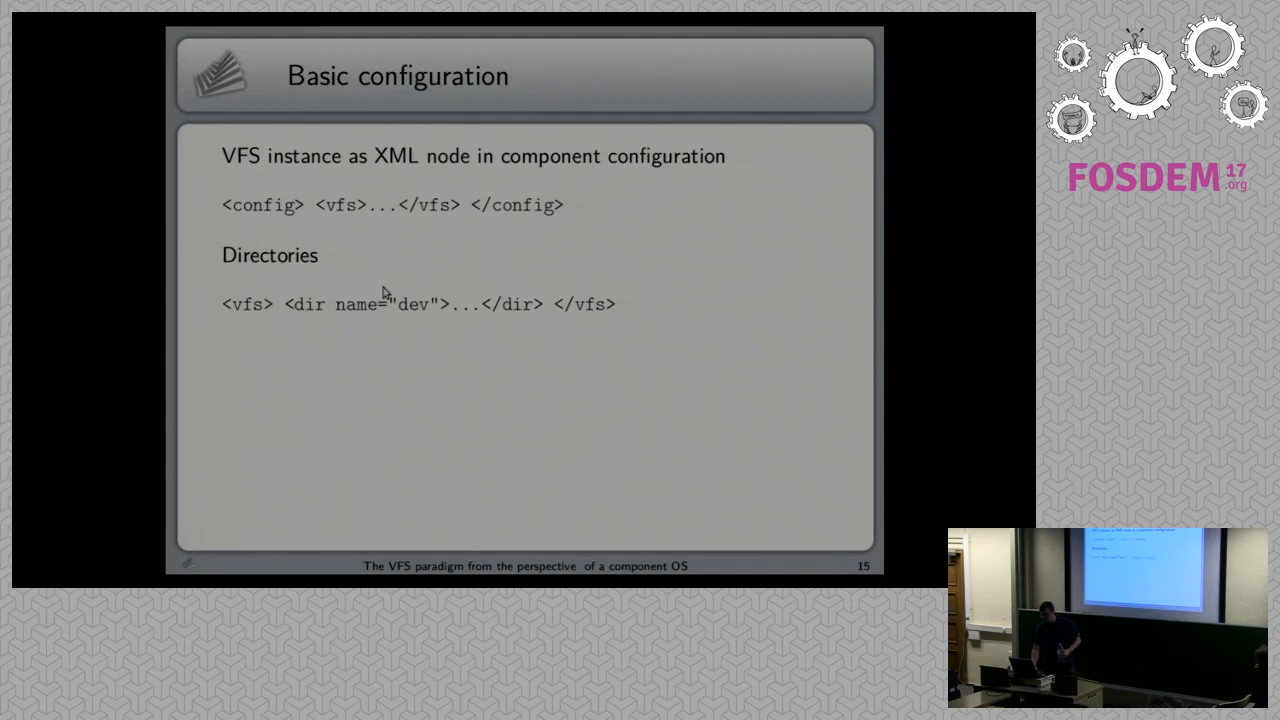 Basic configuration
VFS instance as XML node in component configuration
<config> <vfs>...</vfs> </config>
Directories
<vfs> <dir name="dev">...</dir> </vfs>
The VFS paradigm from the perspective of a component OS
15
FOSDEM 17
.org